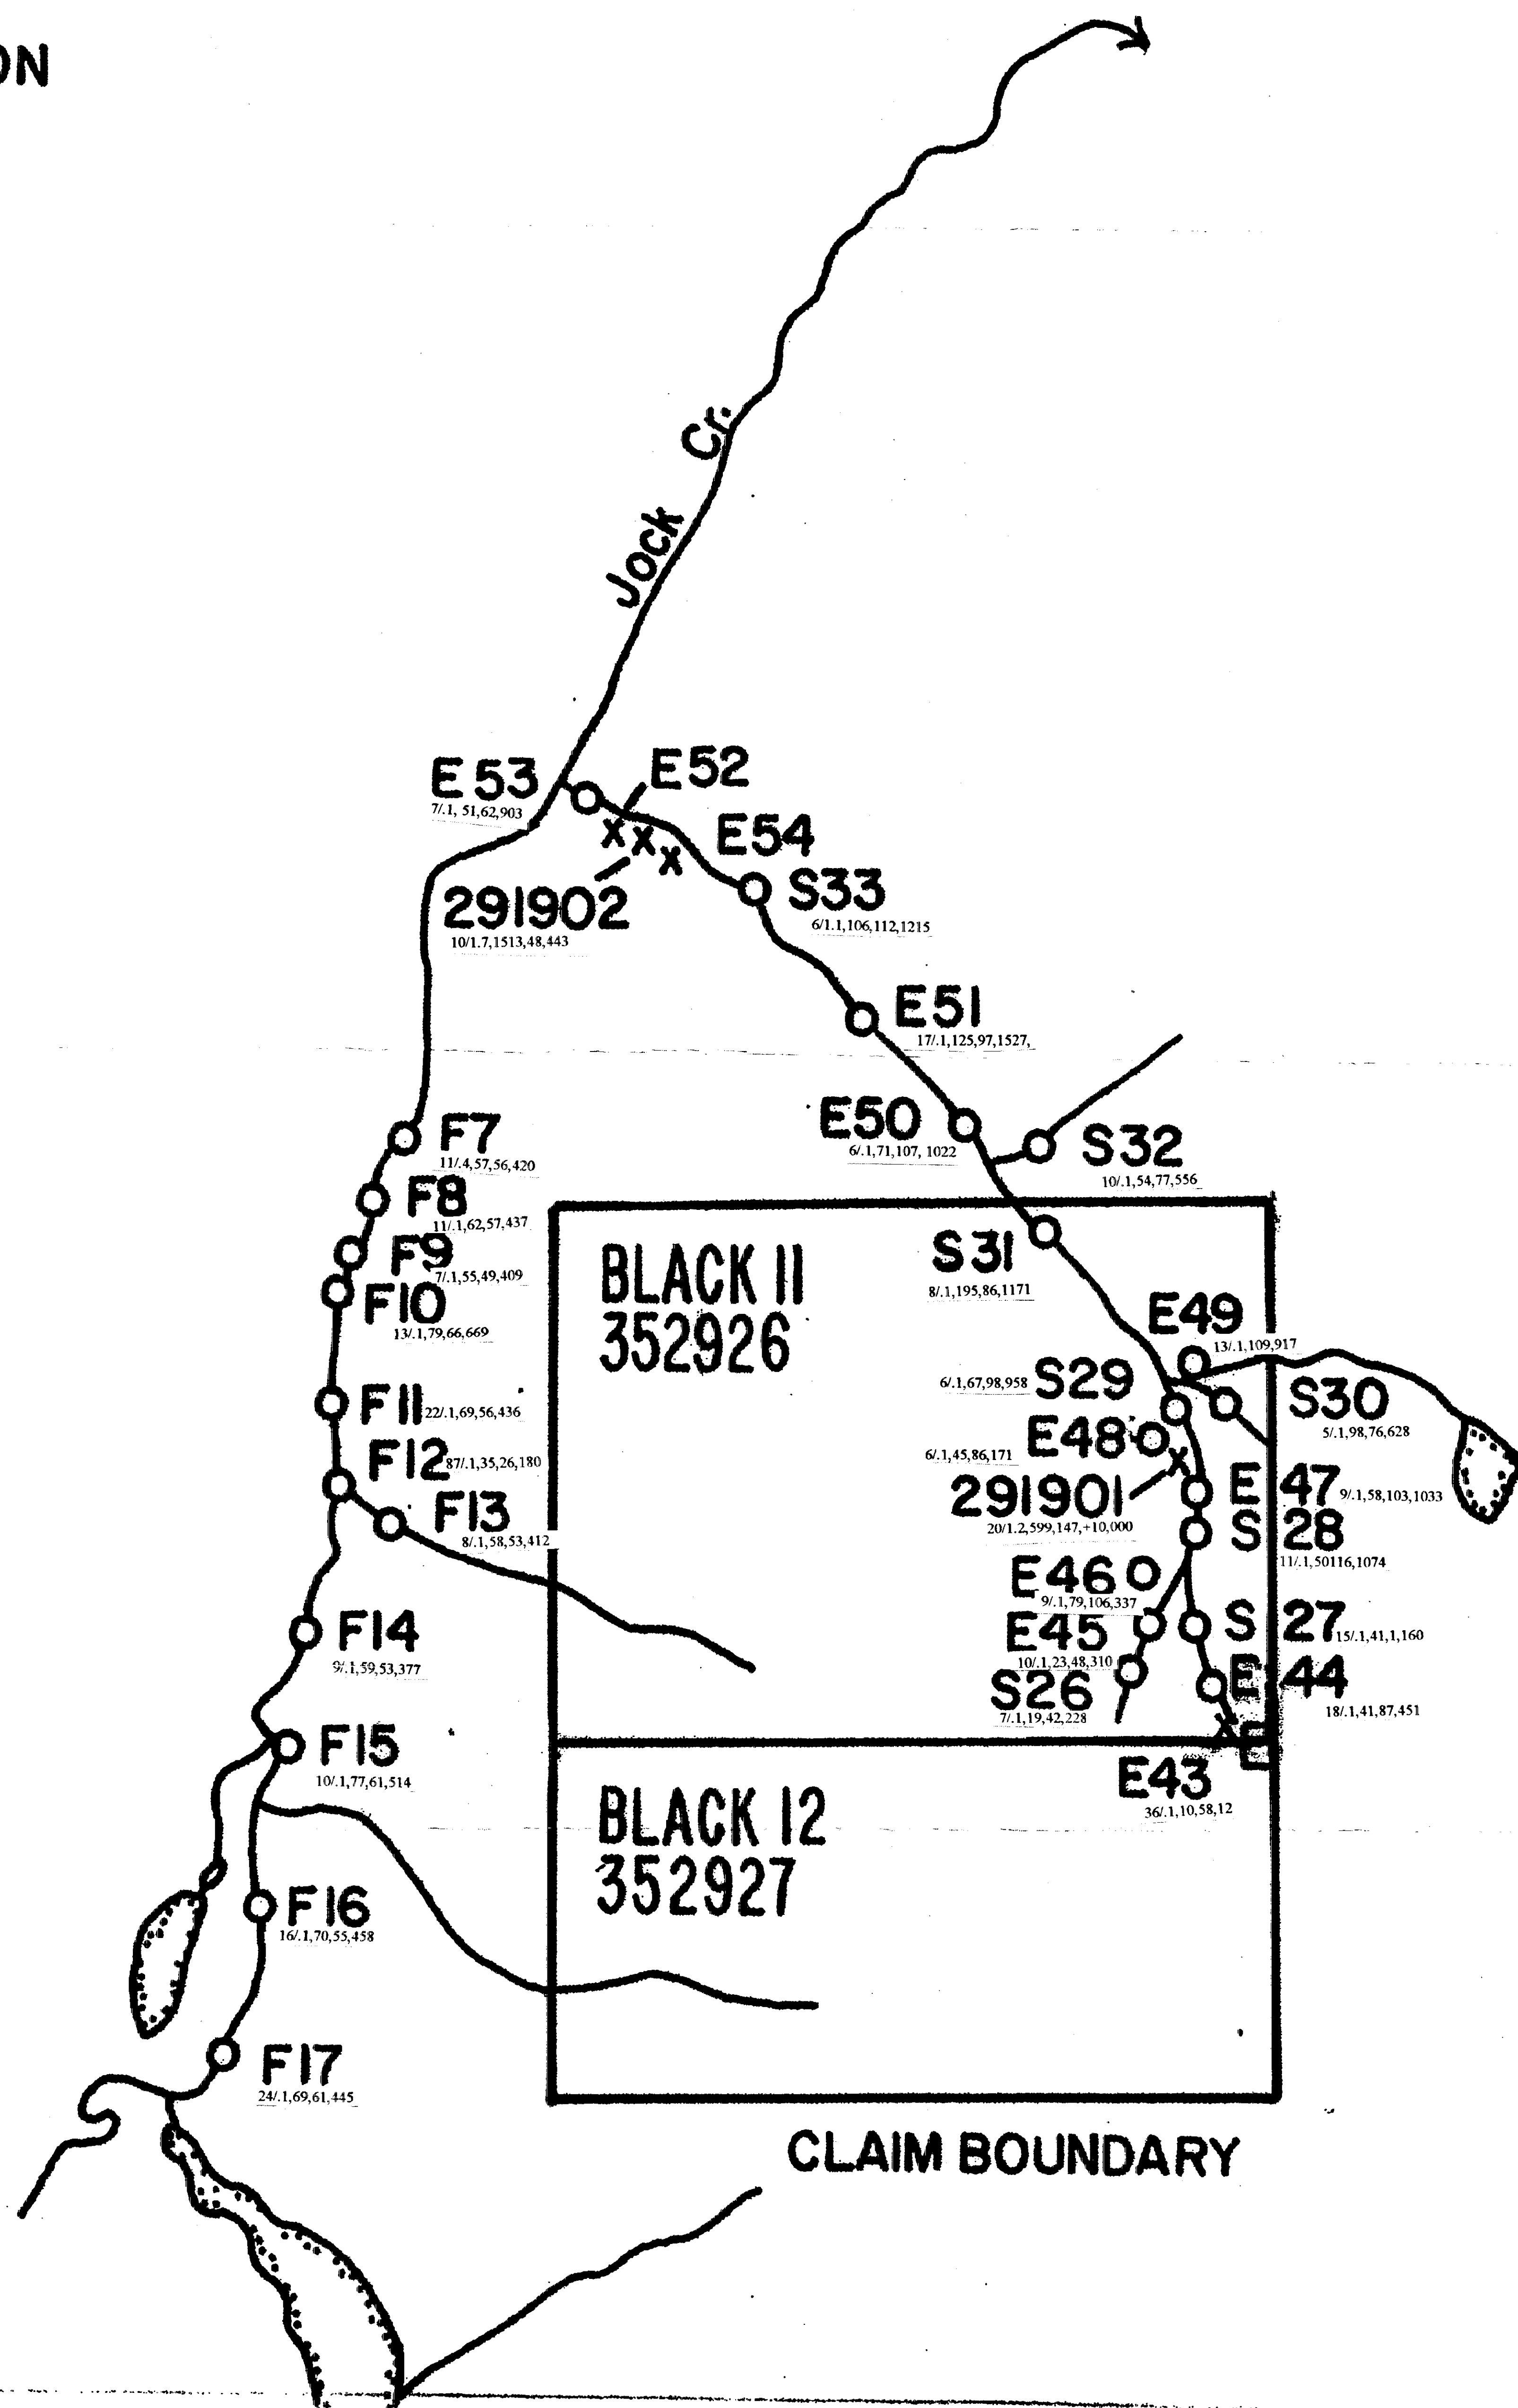 ON
Jock Cr.
E53
7/.1, 51,62,903
E52
E54
291902
10/1.7,1513,48,443
S33
6/1.1,106,112,1215
E51
17/.1,125,97,1527,
E50
6/.1,71,107, 1022
S32
10/.1,54,77,556
F7
11/.4,57,56,420
F8
11/.1,62,57,437
F9
7/.1,55,49,409
F10
13/.1,79,66,669
F11
22/.1,69,56,436
F12
87/.1,35,26,180
F13
8/.1,58,53,412
F14
9/.1,59,53,377
F15
10/.1,77,61,514
F16
16/.1,70,55,458
F17
24/.1,69,61,445
BLACK 11
352926
S31
8/.1,195,86,1171
E49
13/.1,109,917
S29
6/.1,67,98,958
S30
5/.1,98,76,628
E48
6/.1,45,86,171
291901
20/1.2,599,147,+10,000
E 47
9/.1,58,103,1033
S 28
11/.1,50116,1074
E46
9/.1,79,106,337
E45
10/.1,23,48,310
S 27
15/.1,41,1,160
S26
7/.1,19,42,228
E 44
18/.1,41,87,451
E
E43
36/.1,10,58,12
BLACK 12
352927
CLAIM BOUNDARY